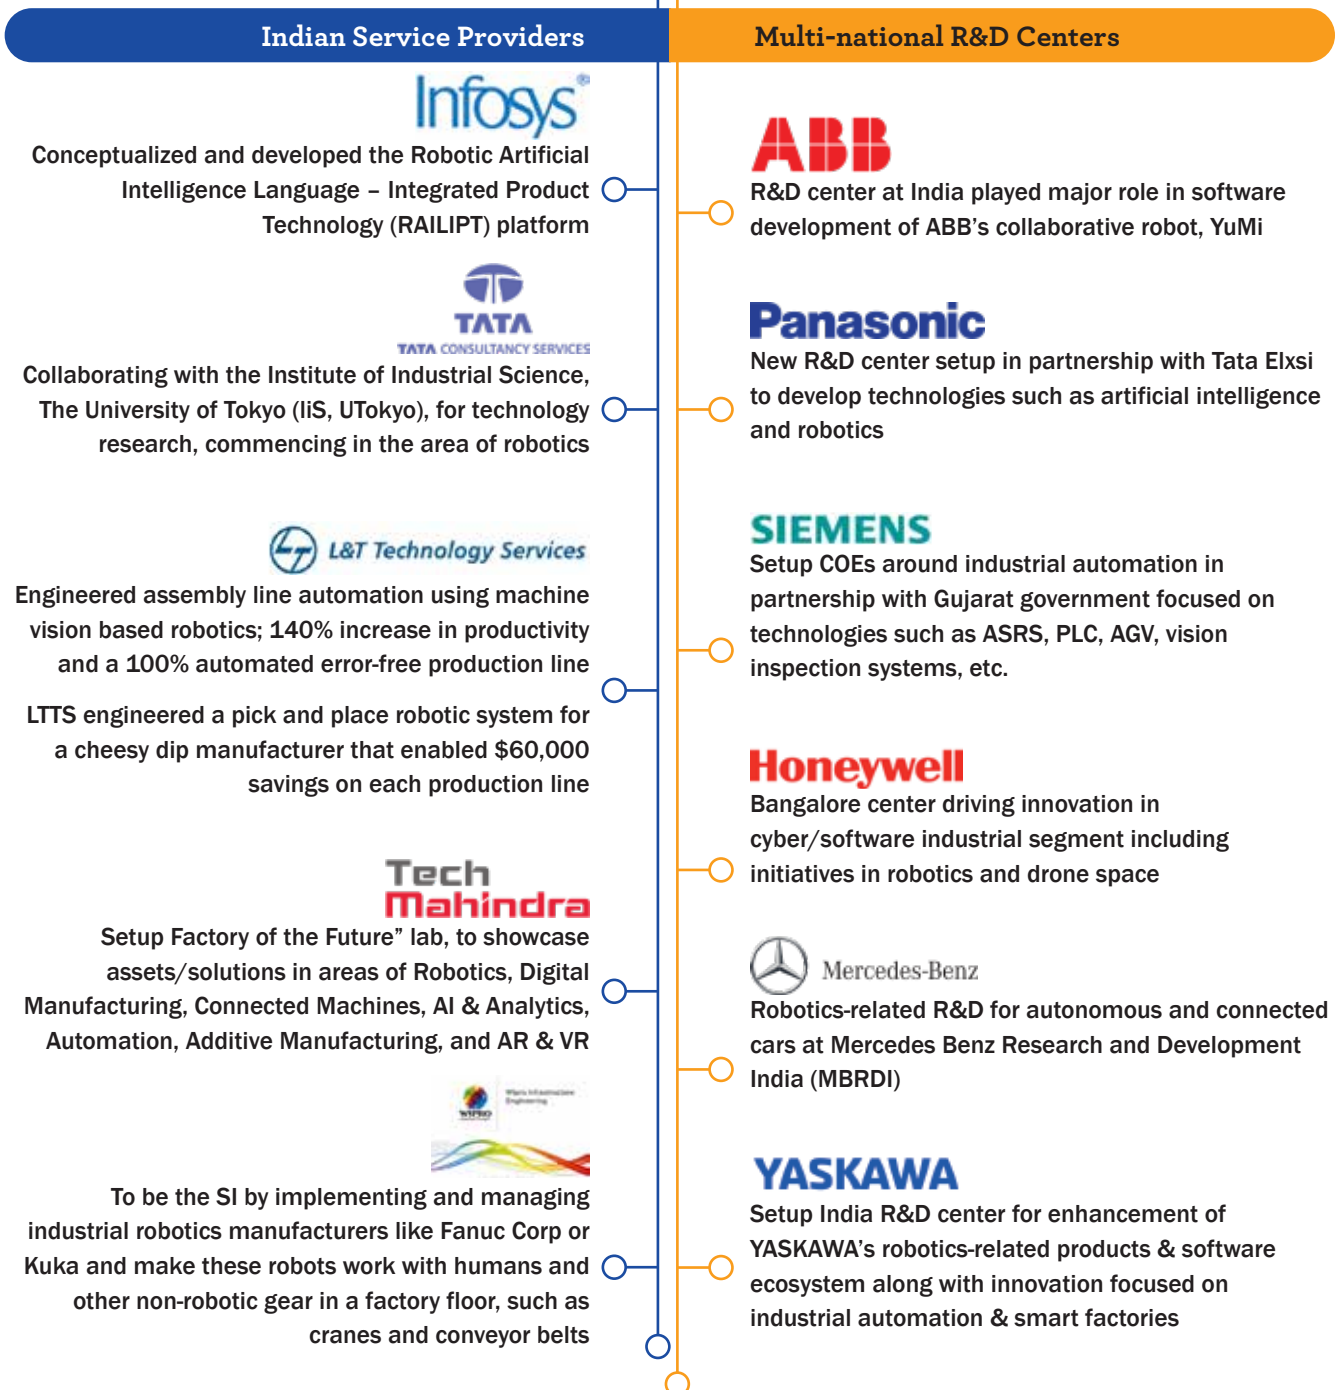 Indian Service Providers
Infosys®
Conceptualized and developed the Robotic Artificial
Intelligence Language – Integrated Product
Technology (RAILIPT) platform
TATA
TATA CONSULTANCY SERVICES
Collaborating with the Institute of Industrial Science,
The University of Tokyo (IiS, UTokyo), for technology
research, commencing in the area of robotics
L&T Technology Services
Engineered assembly line automation using machine
vision based robotics; 140% increase in productivity
and a 100% automated error-free production line
LTTS engineered a pick and place robotic system for
a cheesy dip manufacturer that enabled $60,000
savings on each production line
Tech
Mahindra
Setup Factory of the Future” lab, to showcase
assets/solutions in areas of Robotics, Digital
Manufacturing, Connected Machines, AI & Analytics,
Automation, Additive Manufacturing, and AR & VR
WIPRO
Wipro Infrastructure
Engineering
To be the SI by implementing and managing
industrial robotics manufacturers like Fanuc Corp or
Kuka and make these robots work with humans and
other non-robotic gear in a factory floor, such as
cranes and conveyor belts
Multi-national R&D Centers
ABB
R&D center at India played major role in software
development of ABB’s collaborative robot, YuMi
Panasonic
New R&D center setup in partnership with Tata Elxsi
to develop technologies such as artificial intelligence
and robotics
SIEMENS
Setup COEs around industrial automation in
partnership with Gujarat government focused on
technologies such as ASRS, PLC, AGV, vision
inspection systems, etc.
Honeywell
Bangalore center driving innovation in
cyber/software industrial segment including
initiatives in robotics and drone space
Mercedes-Benz
Robotics-related R&D for autonomous and connected
cars at Mercedes Benz Research and Development
India (MBRDI)
YASKAWA
Setup India R&D center for enhancement of
YASKAWA’s robotics-related products & software
ecosystem along with innovation focused on
industrial automation & smart factories